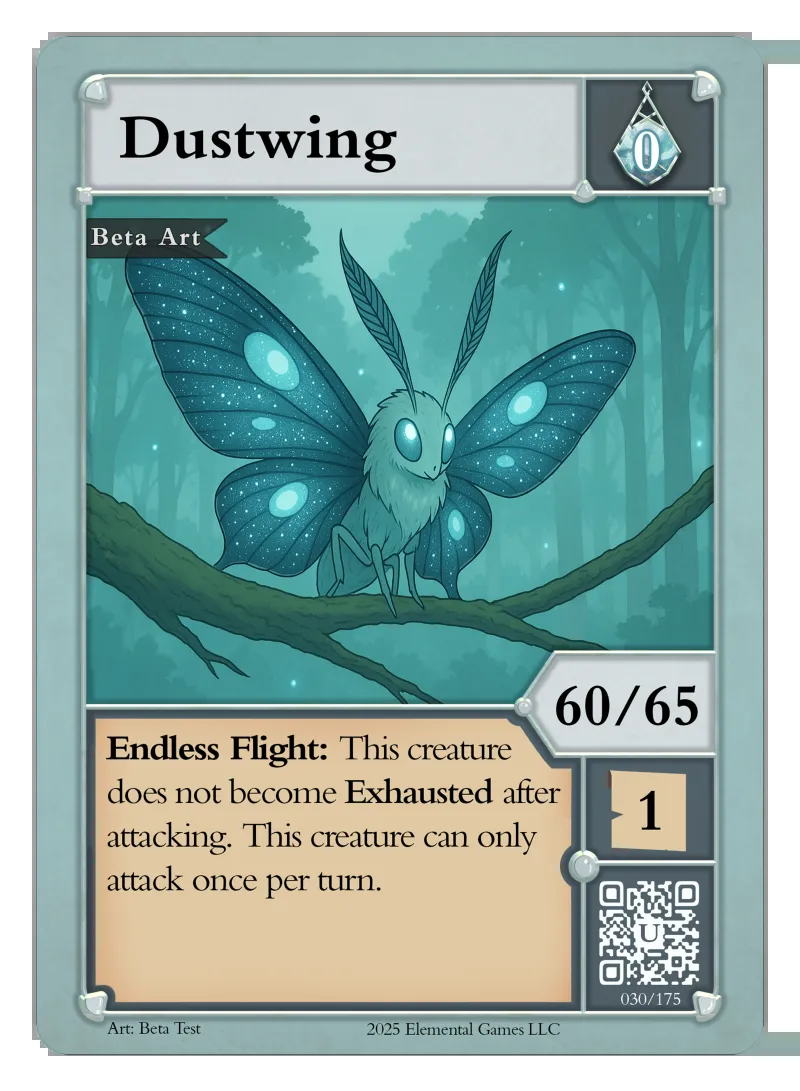 Dustwing
0
Beta Art
60/65
Endless Flight: This creature
does not become Exhausted after
attacking. This creature can only
attack once per turn.
1
U
030/175
Art: Beta Test
2025 Elemental Games LLC